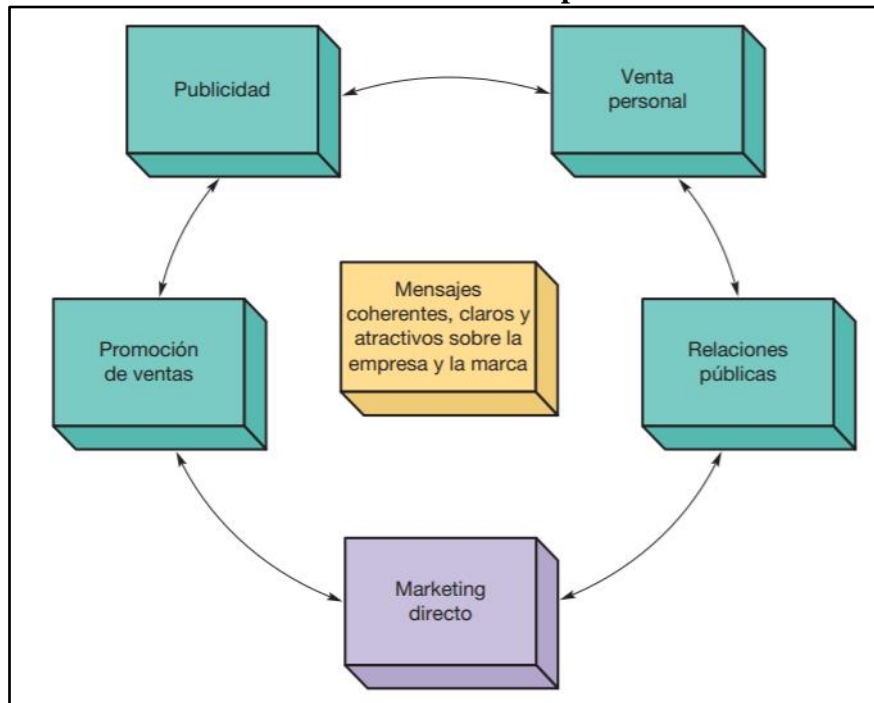 Publicidad
Venta
personal
Mensajes
coherentes, claros y
atractivos sobre la
empresa y la marca
Promoción
de ventas
Relaciones
públicas
Marketing
directo